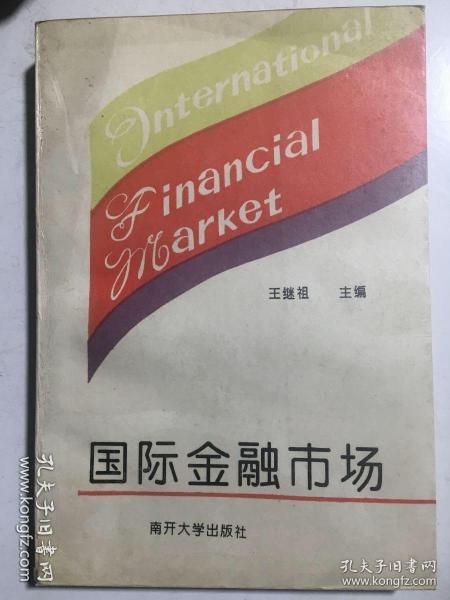 International
Financial
Market
王继祖 主编
国际金融市场
南开大学出版社
孔夫子旧书网
www.kongfz.com
孔夫子旧书网
www.kongfz.com